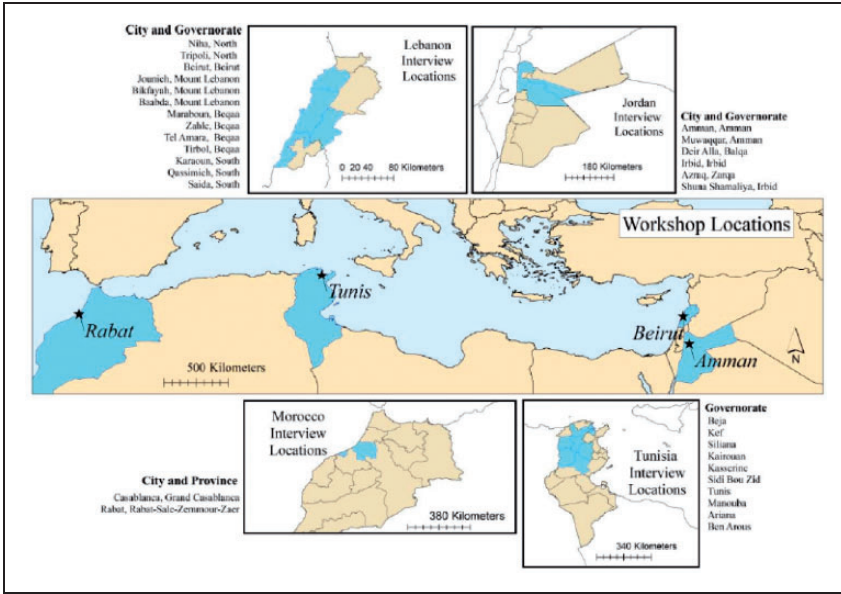 City and Governorate
Niha, North
Tripoli, North
Beirut, Beirut
Jounieh, Mount Lebanon
Bikfayah, Mount Lebanon
Baabda, Mount Lebanon
Maraboun, Beqaa
Zahle, Beqaa
Tel Amara, Beqaa
Tirbol, Beqaa
Karaoun, South
Qassimieh, South
Saida, South
Lebanon
Interview
Locations
0 20 40 80 Kilometers
Jordan
Interview
Locations
180 Kilometers
City and Governorate
Amman, Amman
Muwaqqar, Amman
Deir Alla, Balqa
Irbid, Irbid
Azraq, Zarqa
Shuna Shamaliya, Irbid
Workshop Locations
Rabat
Tunis
Beirut
Amman
N
500 Kilometers
Morocco
Interview
Locations
380 Kilometers
City and Province
Casablanca, Grand Casablanca
Rabat, Rabat-Sale-Zemmour-Zaer
Tunisia
Interview
Locations
340 Kilometers
Governorate
Beja
Kef
Siliana
Kairouan
Kasserine
Sidi Bou Zid
Tunis
Manouba
Ariana
Ben Arous